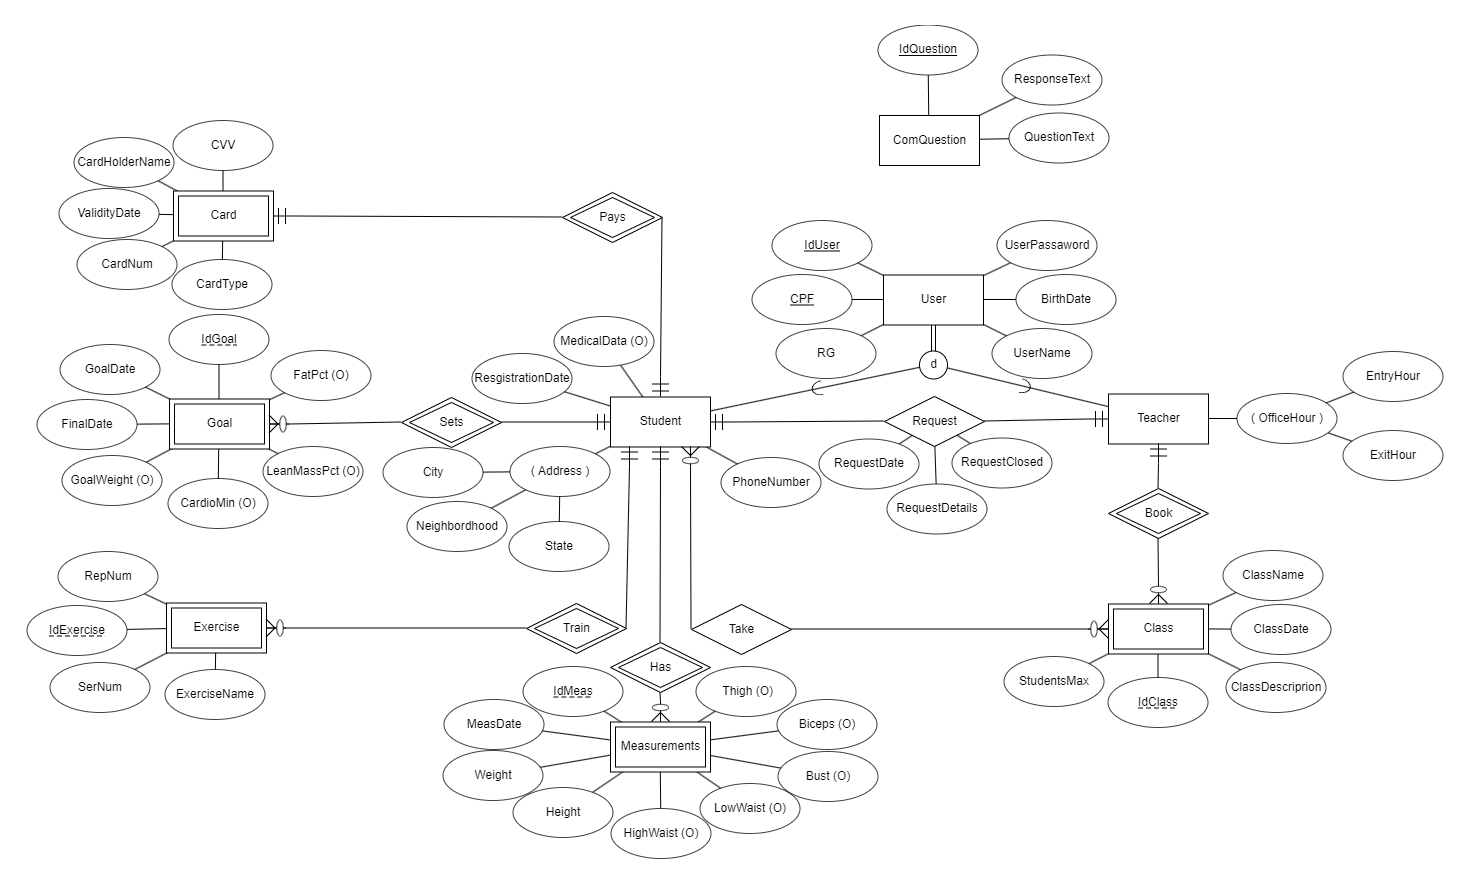 IdQuestion
ResponseText
ComQuestion
QuestionText
CVV
CardHolderName
ValidityDate
Card
CardNum
CardType
Pays
IdUser
UserPassaword
CPF
User
BirthDate
RG
UserName
d
IdGoal
GoalDate
FatPct (O)
FinalDate
Goal
GoalWeight (O)
LeanMassPct (O)
CardioMin (O)
Sets
MedicalData (O)
ResgistrationDate
Student
City
( Address )
Neighbordhood
State
PhoneNumber
Request
RequestDate
RequestClosed
RequestDetails
Teacher
( OfficeHour )
EntryHour
ExitHour
Book
RepNum
IdExercise
Exercise
SerNum
ExerciseName
Train
Has
Take
ClassName
Class
ClassDate
StudentsMax
IdClass
ClassDescriprion
IdMeas
Thigh (O)
MeasDate
Biceps (O)
Measurements
Weight
Bust (O)
Height
LowWaist (O)
HighWaist (O)